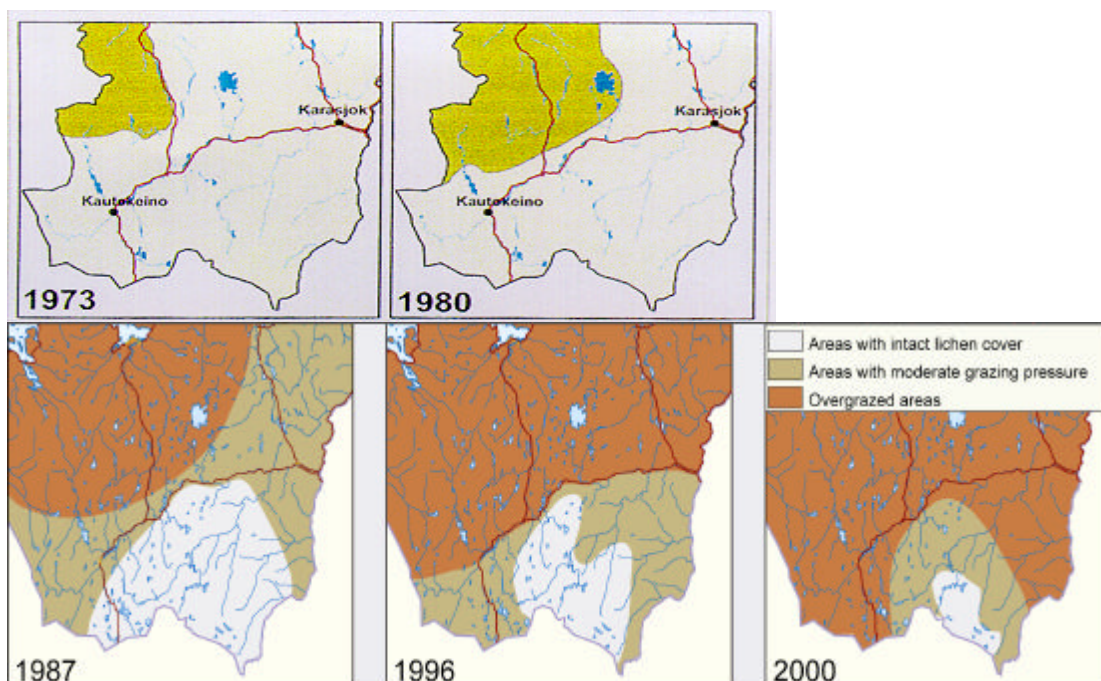 Karasjok
Kautokeino
1973
Karasjok
Kautokeino
1980
1987
1996
Areas with intact lichen cover
Areas with moderate grazing pressure
Overgrazed areas
2000